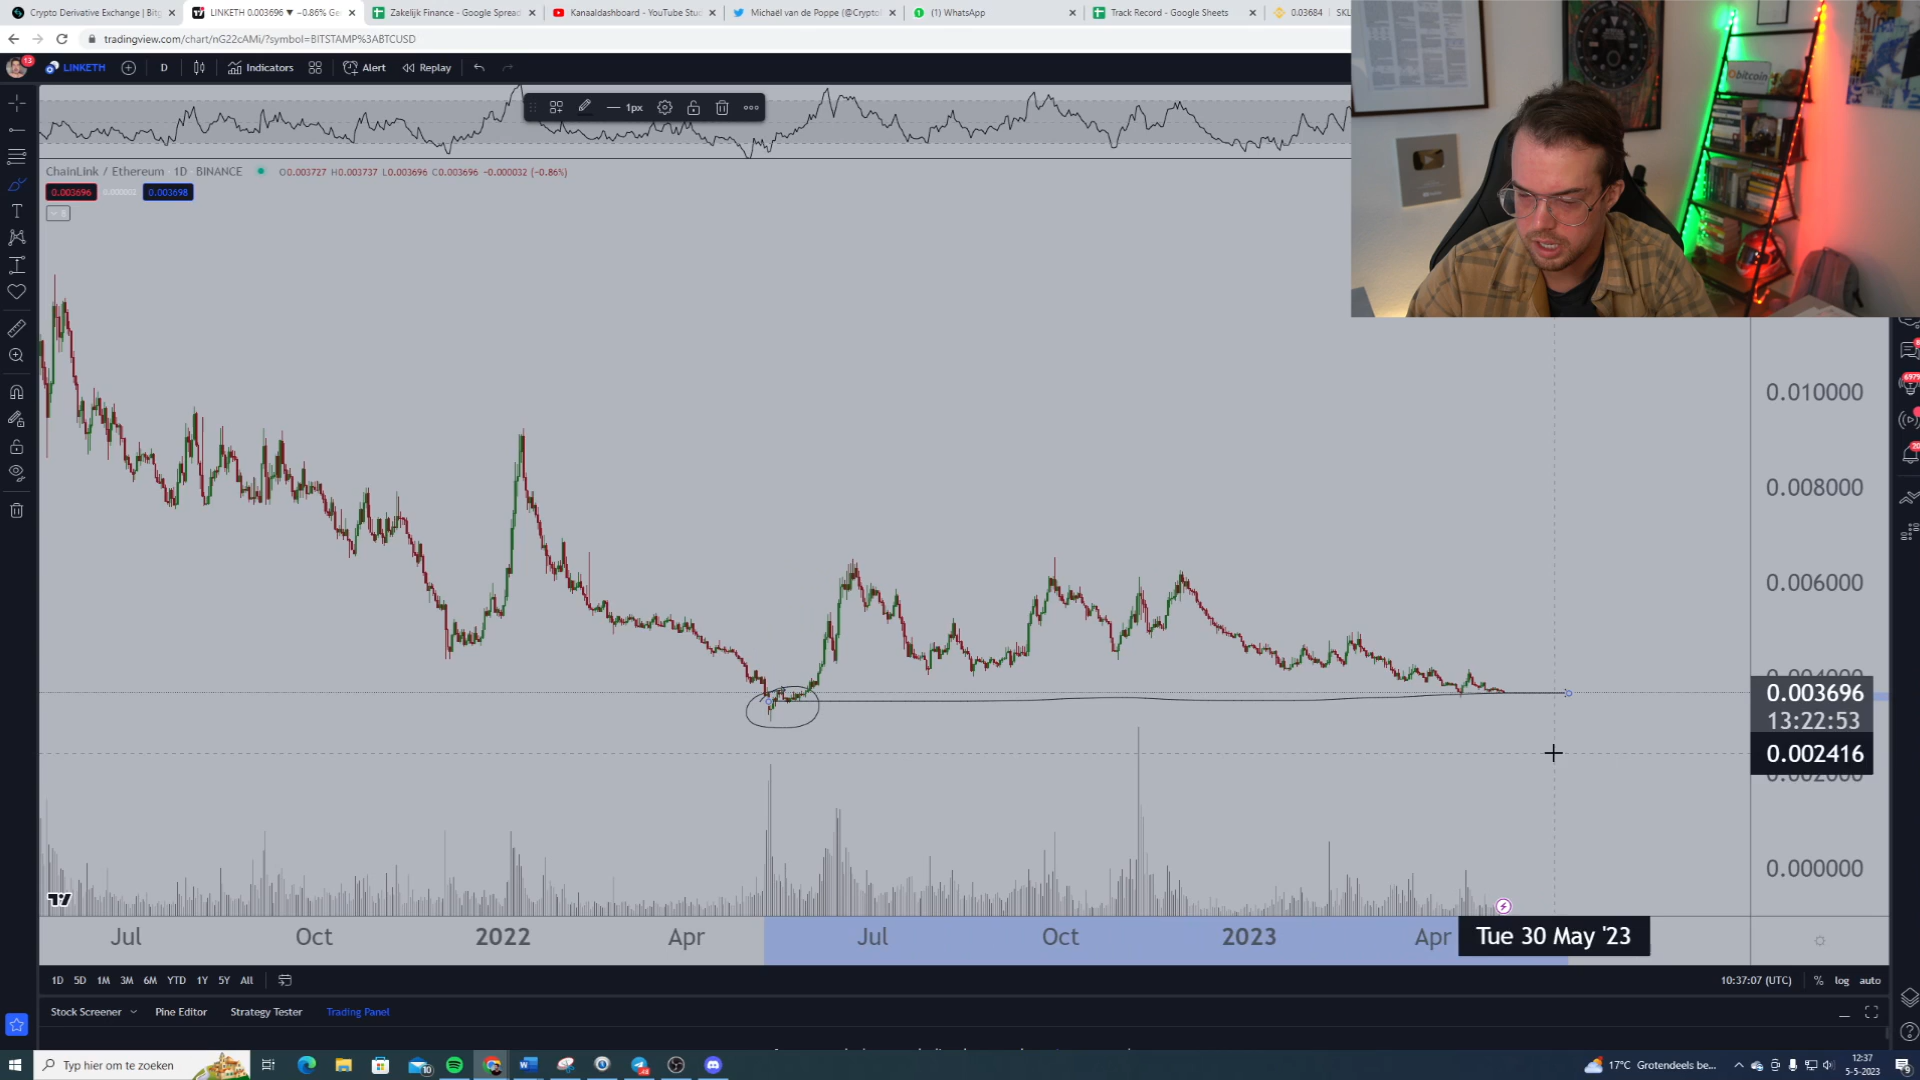 Crypto Derivative Exchange | Bitg
LINKETH 0.003696 ▼ −0.86% Ge
Zakelijk Finance - Google Spread
Kanaaldashboard - YouTube Stu
Michaël van de Poppe (@Crypto
(1) WhatsApp
Track Record - Google Sheets
0.03684 | SKL
tradingview.com/chart/nG22cAMi/?symbol=BITSTAMP%3ABTCUSD
13
LINKETH
D
Indicators
Alert
Replay
1px
ChainLink / Ethereum · 1D · BINANCE
O0.003727 H0.003737 L0.003696 C0.003696 −0.000032 (−0.86%)
0.003696
0.003698
bitcoin
0.010000
0.008000
0.006000
0.003696
13:22:53
0.002416
0.000000
Jul
Oct
2022
Apr
Jul
Oct
2023
Apr
Tue 30 May '23
1D 5D 1M 3M 6M YTD 1Y 5Y All
10:37:07 (UTC)
% log auto
Stock Screener
Pine Editor
Strategy Tester
Trading Panel
Typ hier om te zoeken
10
17°C Grotendeels be...
12:37
5-5-2023